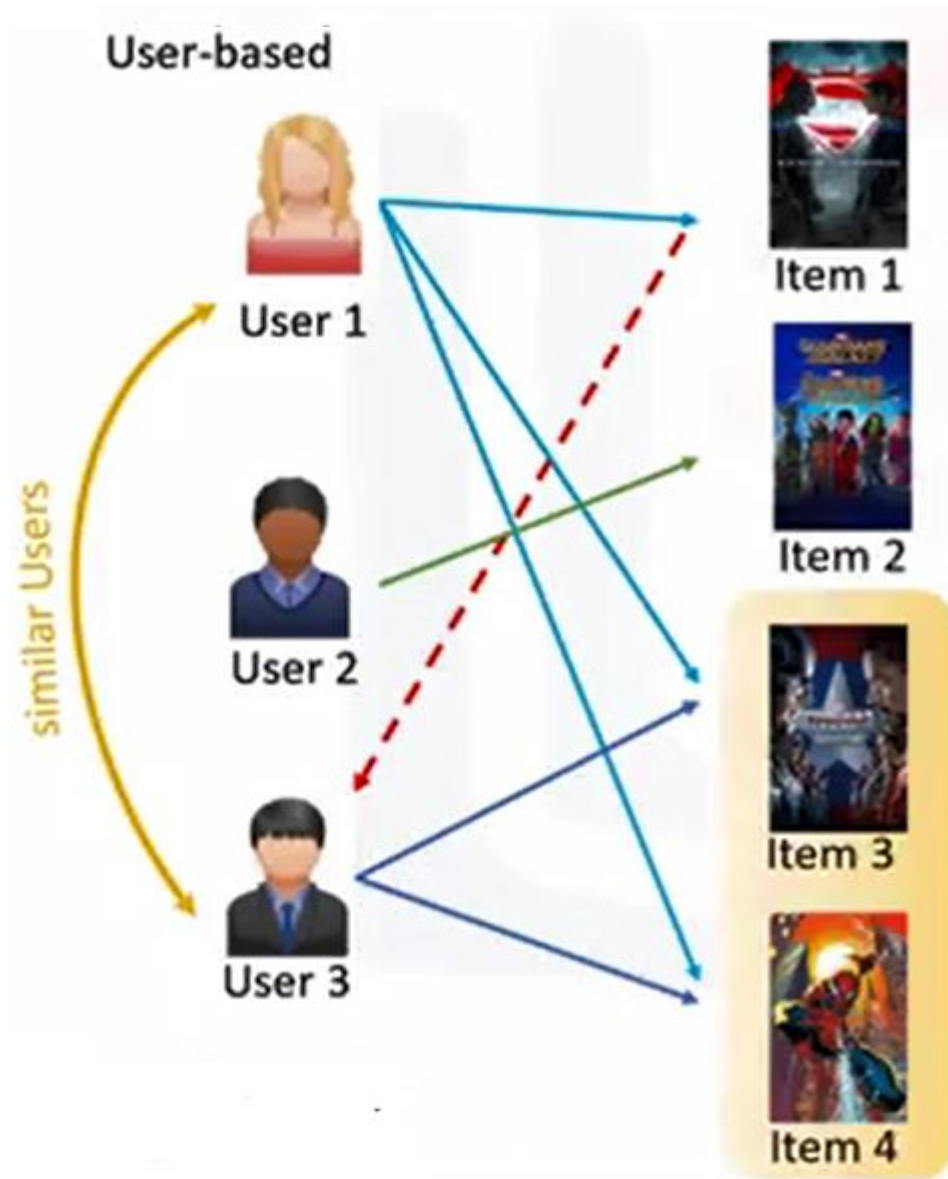 User-based
Item 1
User 1
Item 2
similar Users
User 2
Item 3
User 3
Item 4